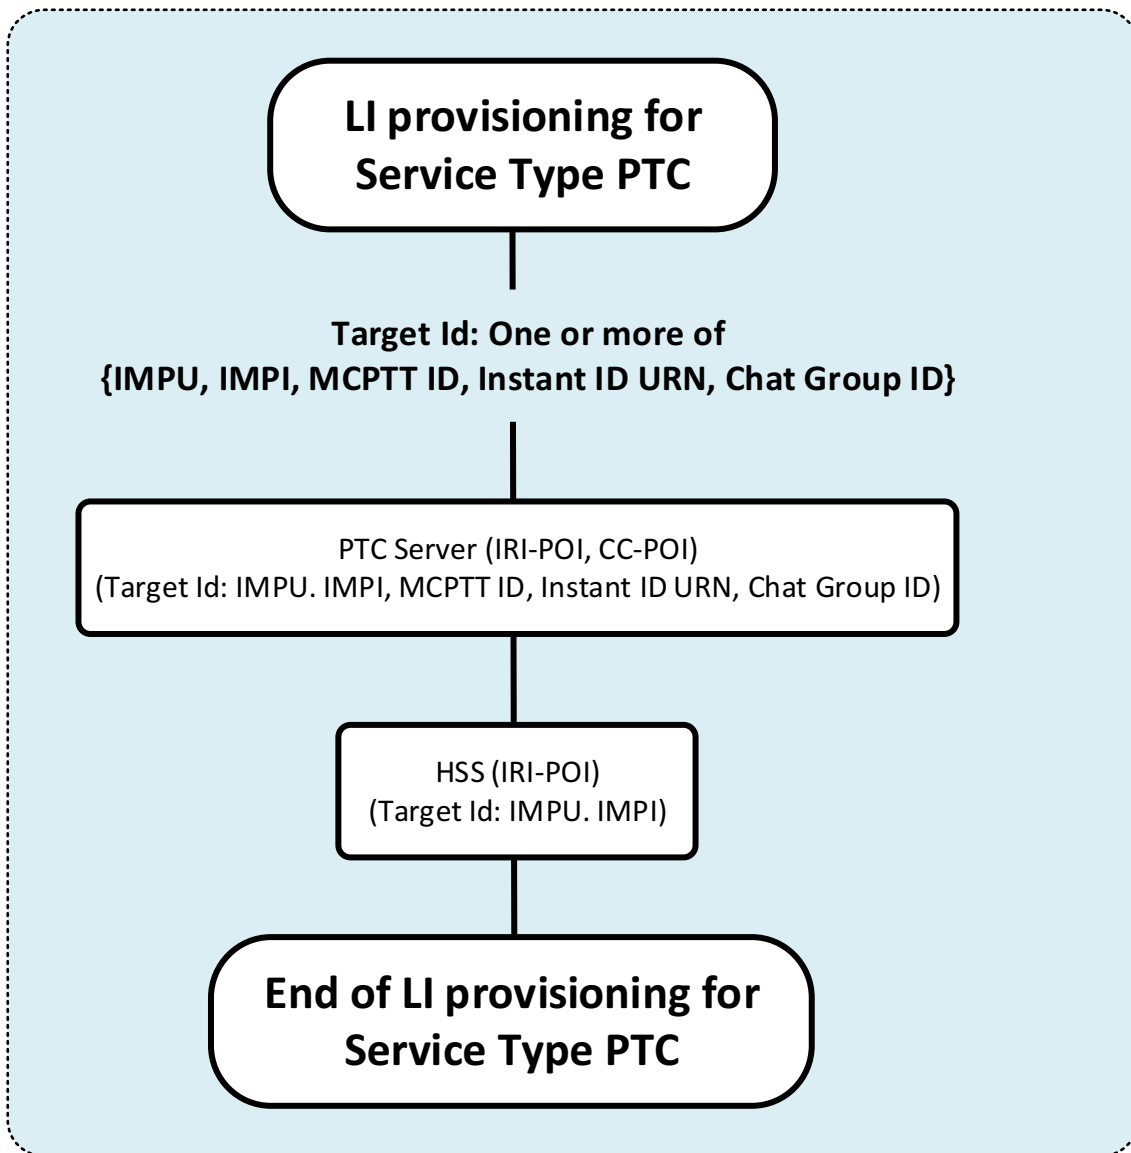 LI provisioning for
Service Type PTC
Target Id: One or more of
{IMPU, IMPI, MCPTT ID, Instant ID URN, Chat Group ID}
PTC Server (IRI-POI, CC-POI)
(Target Id: IMPU. IMPI, MCPTT ID, Instant ID URN, Chat Group ID)
HSS (IRI-POI)
(Target Id: IMPU. IMPI)
End of LI provisioning for
Service Type PTC